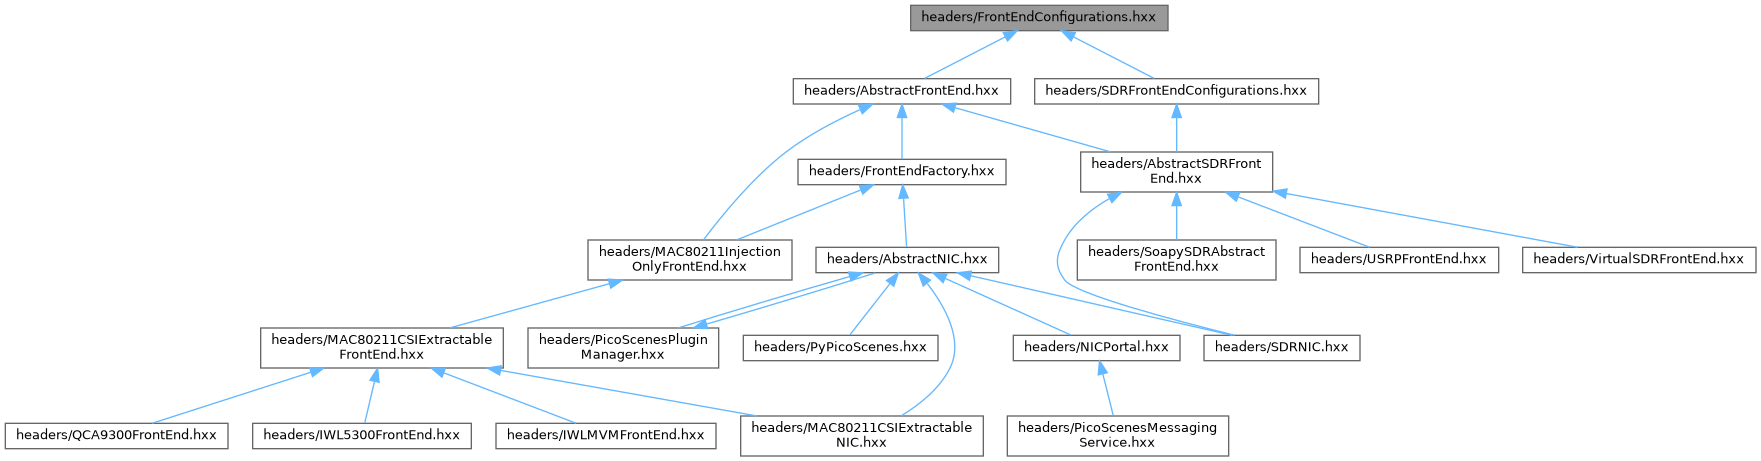 headers/FrontEndConfigurations.hxx
headers/AbstractFrontEnd.hxx
headers/SDRFrontEndConfigurations.hxx
headers/FrontEndFactory.hxx
headers/AbstractSDRFront
End.hxx
headers/MAC80211Injection
OnlyFrontEnd.hxx
headers/AbstractNIC.hxx
headers/SoapySDRAbstract
FrontEnd.hxx
headers/USRPFrontEnd.hxx
headers/VirtualSDRFrontEnd.hxx
headers/MAC80211CSIExtractable
FrontEnd.hxx
headers/PicoScenesPlugin
Manager.hxx
headers/PyPicoScenes.hxx
headers/NICPortal.hxx
headers/SDRNIC.hxx
headers/QCA9300FrontEnd.hxx
headers/IWL5300FrontEnd.hxx
headers/IWLMVMFrontEnd.hxx
headers/MAC80211CSIExtractable
NIC.hxx
headers/PicoScenesMessaging
Service.hxx